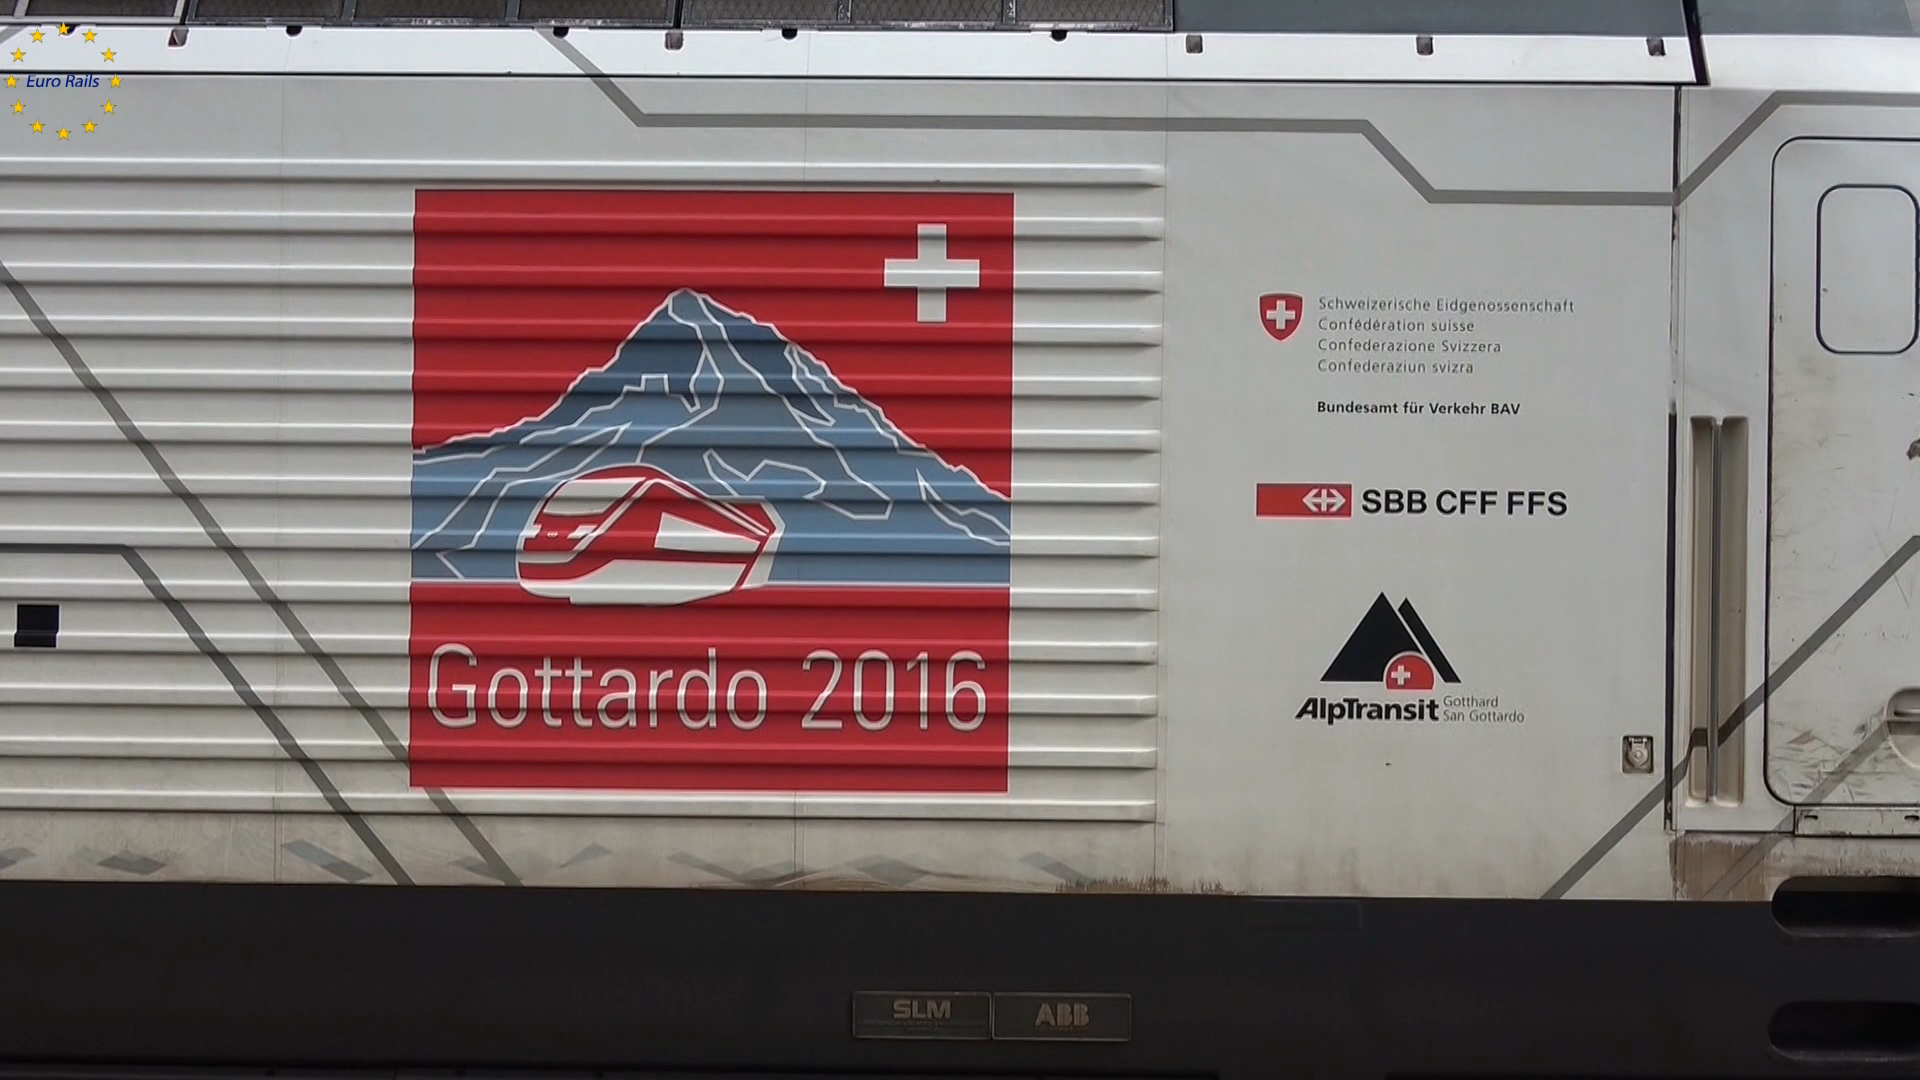 Euro Rails
Gottardo 2016
Schweizerische Eidgenossenschaft
Confédération suisse
Confederazione Svizzera
Confederaziun svizra
Bundesamt für Verkehr BAV
SBB CFF FFS
AlpTransit Gotthard
San Gottardo
SLM
ABB